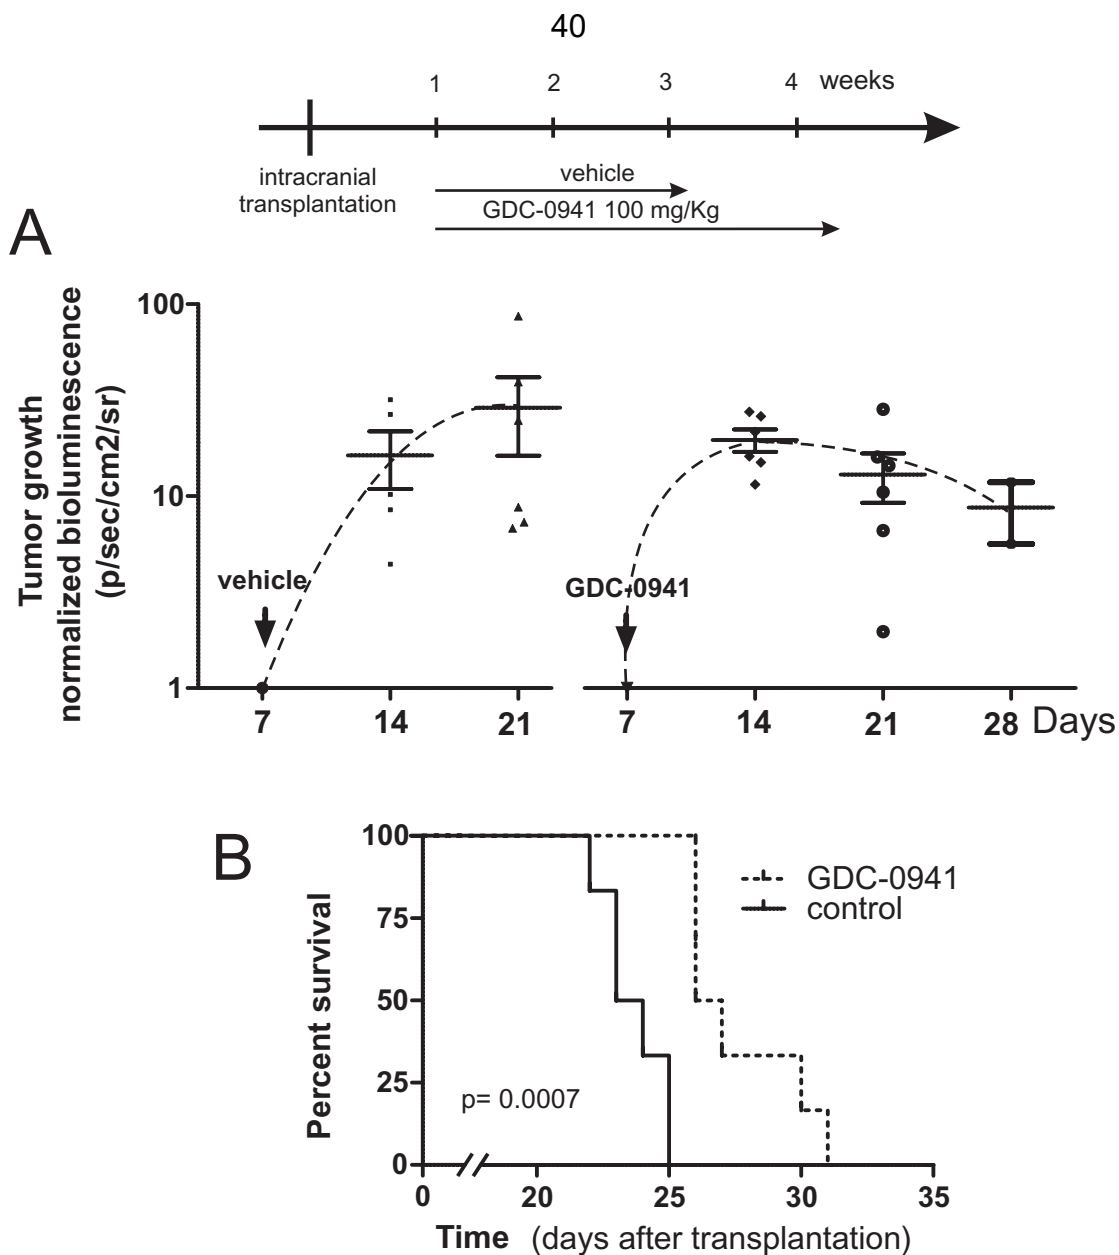 40
1 2 3 4 weeks
intracranial
transplantation
vehicle
GDC-0941 100 mg/Kg
A
Tumor growth
normalized bioluminescence
(p/sec/cm2/sr)
100
10
1
vehicle
GDC-0941
7 14 21 7 14 21 28 Days
B
Percent survival
100
75
50
25
0
GDC-0941
control
p= 0.0007
0 20 25 30 35
Time (days after transplantation)